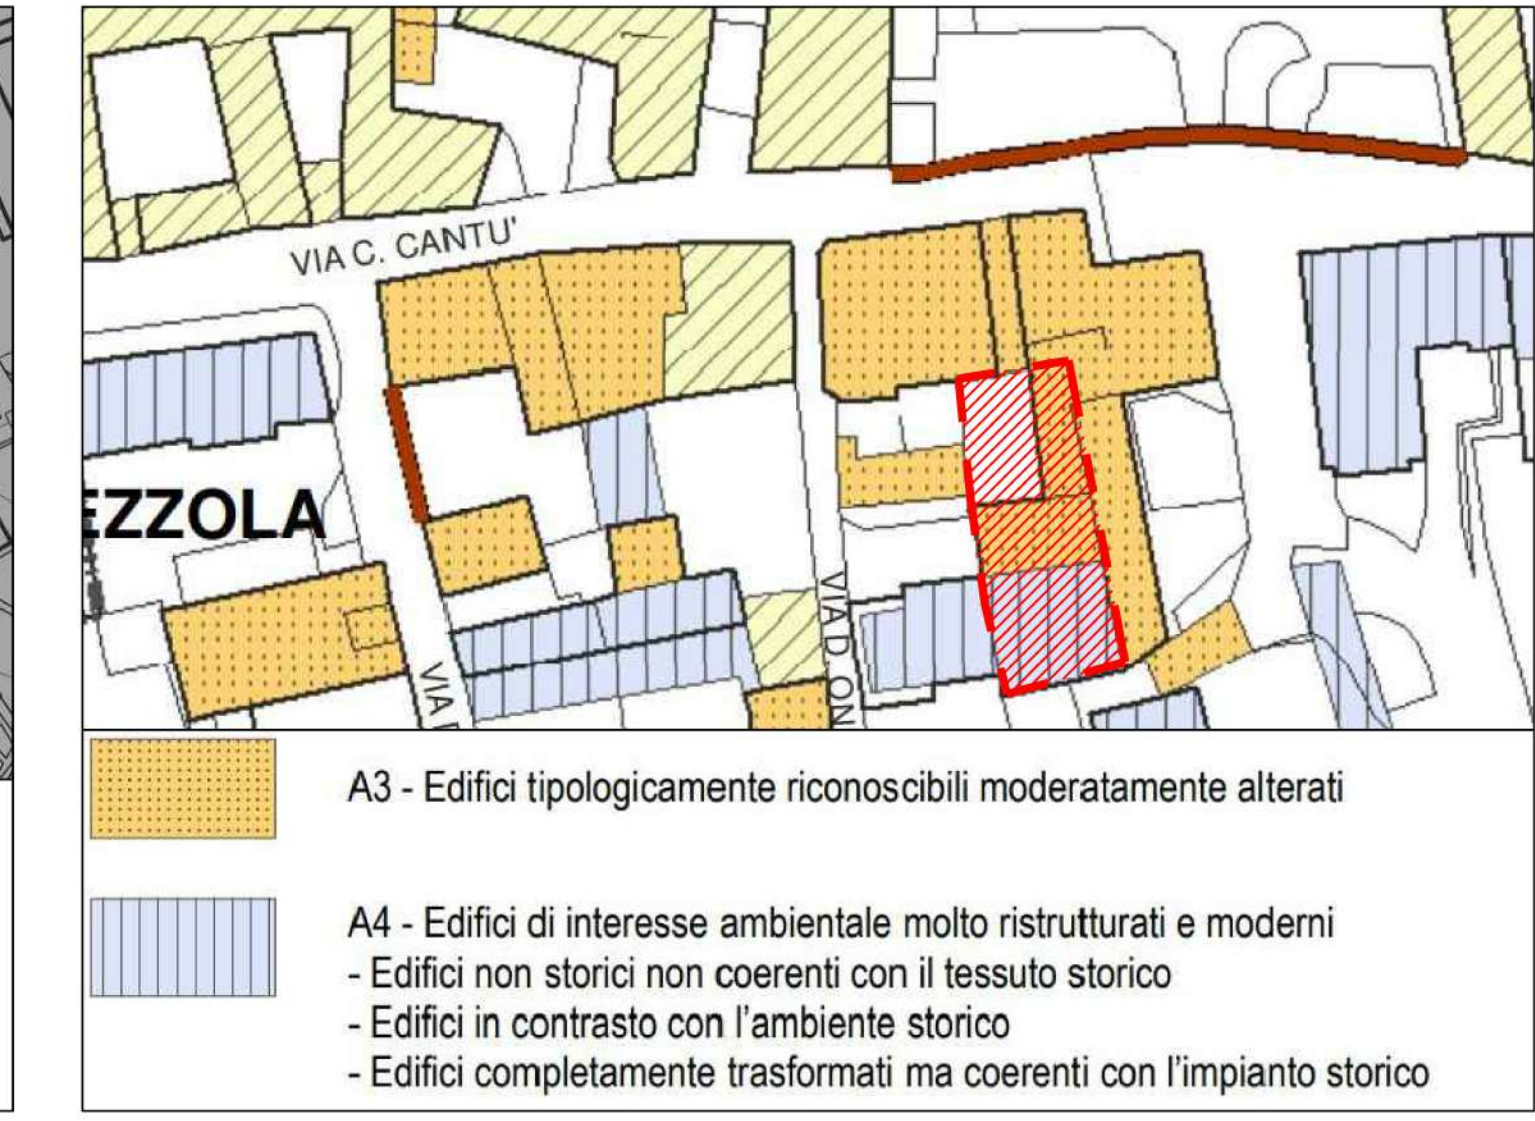 VIA C. CANTU'
EZZOLA
VIA D. ON
VIA
A3 - Edifici tipologicamente riconoscibili moderatamente alterati
A4 - Edifici di interesse ambientale molto ristrutturati e moderni
- Edifici non storici non coerenti con il tessuto storico
- Edifici in contrasto con l'ambiente storico
- Edifici completamente trasformati ma coerenti con l'impianto storico